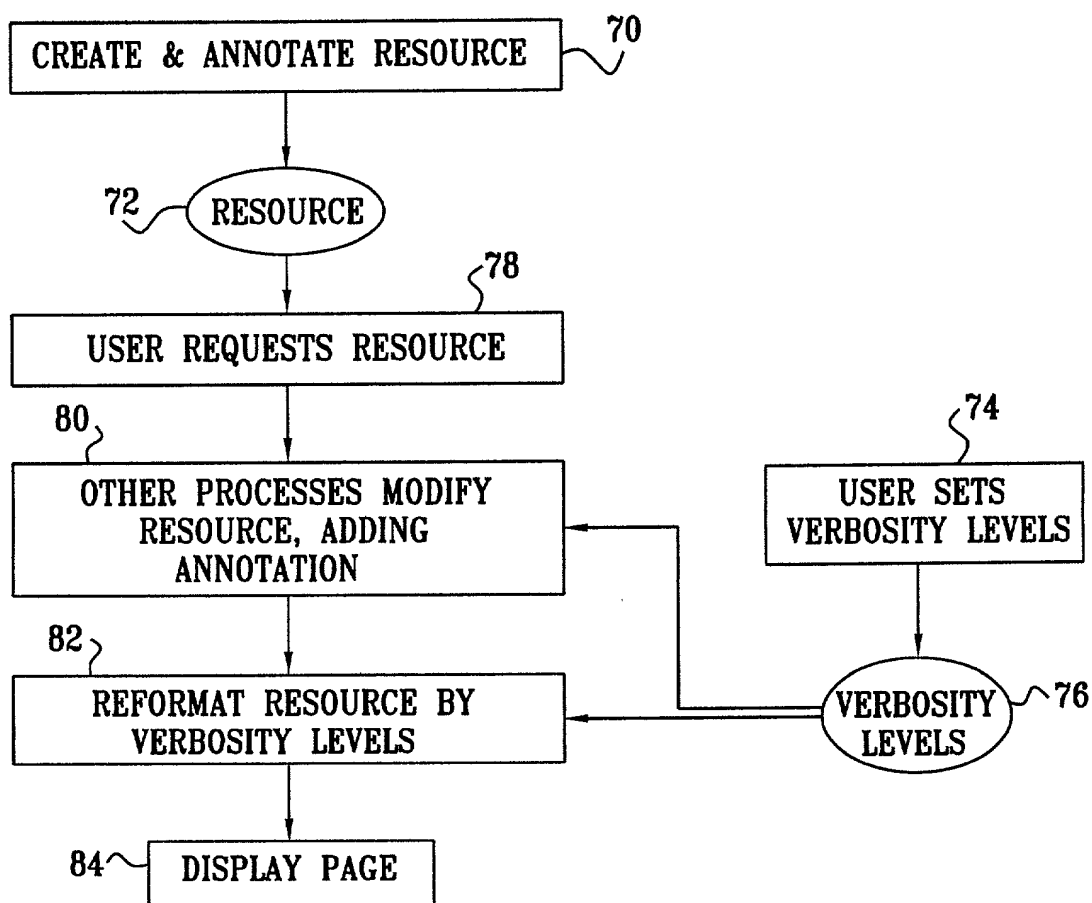 CREATE & ANNOTATE RESOURCE
70
72
RESOURCE
78
USER REQUESTS RESOURCE
80
OTHER PROCESSES MODIFY
RESOURCE, ADDING
ANNOTATION
74
USER SETS
VERBOSITY LEVELS
82
REFORMAT RESOURCE BY
VERBOSITY LEVELS
VERBOSITY
LEVELS
76
84
DISPLAY PAGE